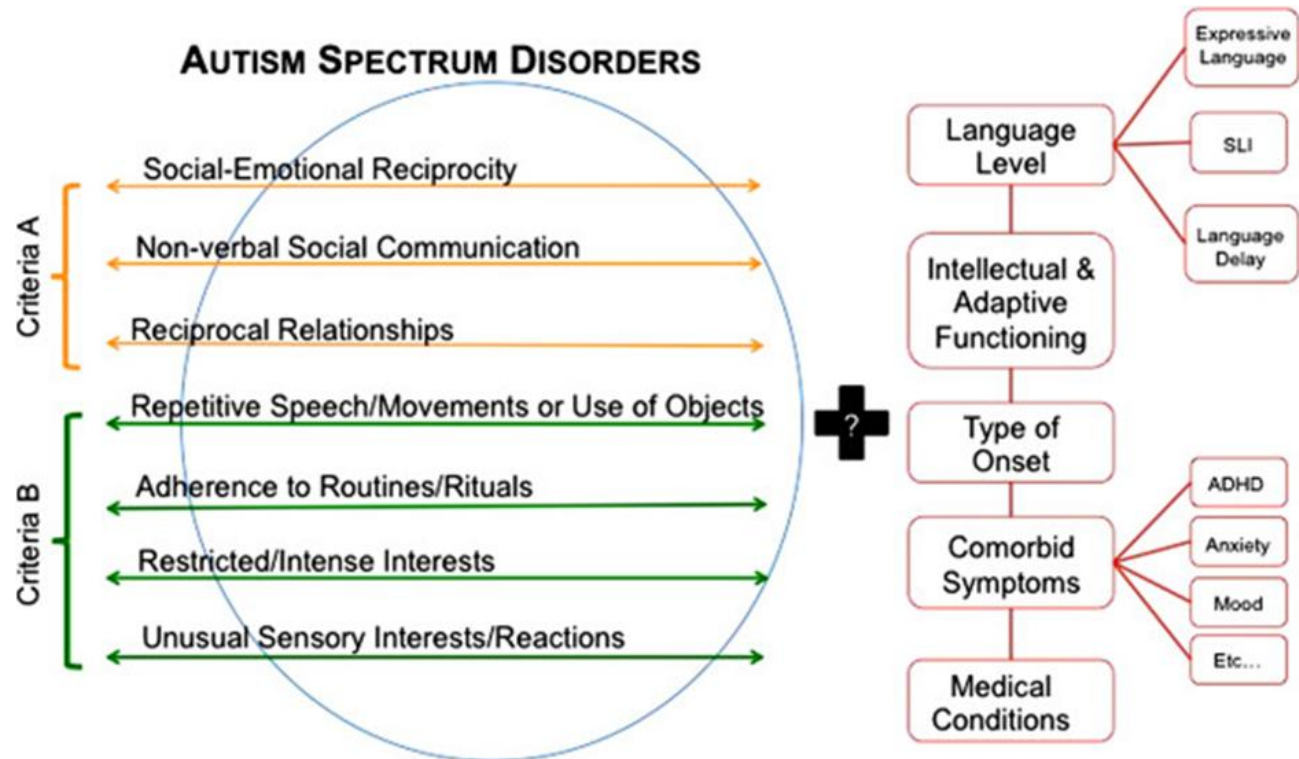 AUTISM SPECTRUM DISORDERS
Criteria A
Social-Emotional Reciprocity
Non-verbal Social Communication
Reciprocal Relationships
Criteria B
Repetitive Speech/Movements or Use of Objects
Adherence to Routines/Rituals
Restricted/Intense Interests
Unusual Sensory Interests/Reactions
?
Language
Level
Expressive
Language
SLI
Language
Delay
Intellectual &
Adaptive
Functioning
Type of
Onset
Comorbid
Symptoms
ADHD
Anxiety
Mood
Etc...
Medical
Conditions